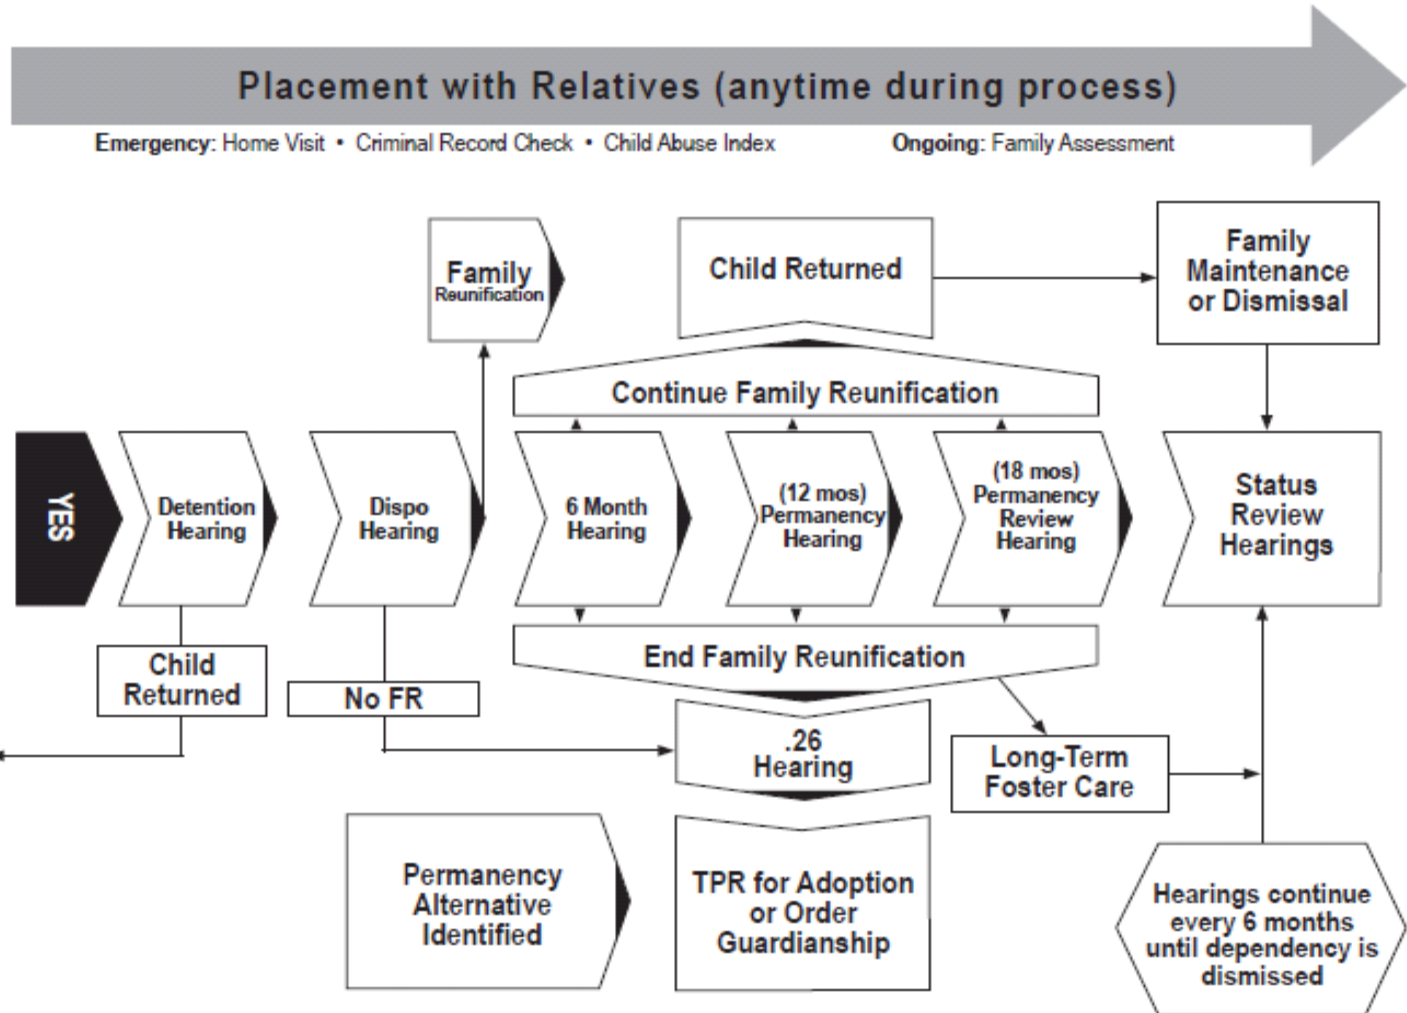 Placement with Relatives (anytime during process)
Emergency: Home Visit • Criminal Record Check • Child Abuse Index
Ongoing: Family Assessment
Family
Reunification
Child Returned
Family
Maintenance
or Dismissal
Continue Family Reunification
YES
Detention
Hearing
Dispo
Hearing
6 Month
Hearing
(12 mos)
Permanency
Hearing
(18 mos)
Permanency
Review
Hearing
Status
Review
Hearings
Child
Returned
No FR
End Family Reunification
.26
Hearing
Long-Term
Foster Care
Permanency
Alternative
Identified
TPR for Adoption
or Order
Guardianship
Hearings continue
every 6 months
until dependency is
dismissed